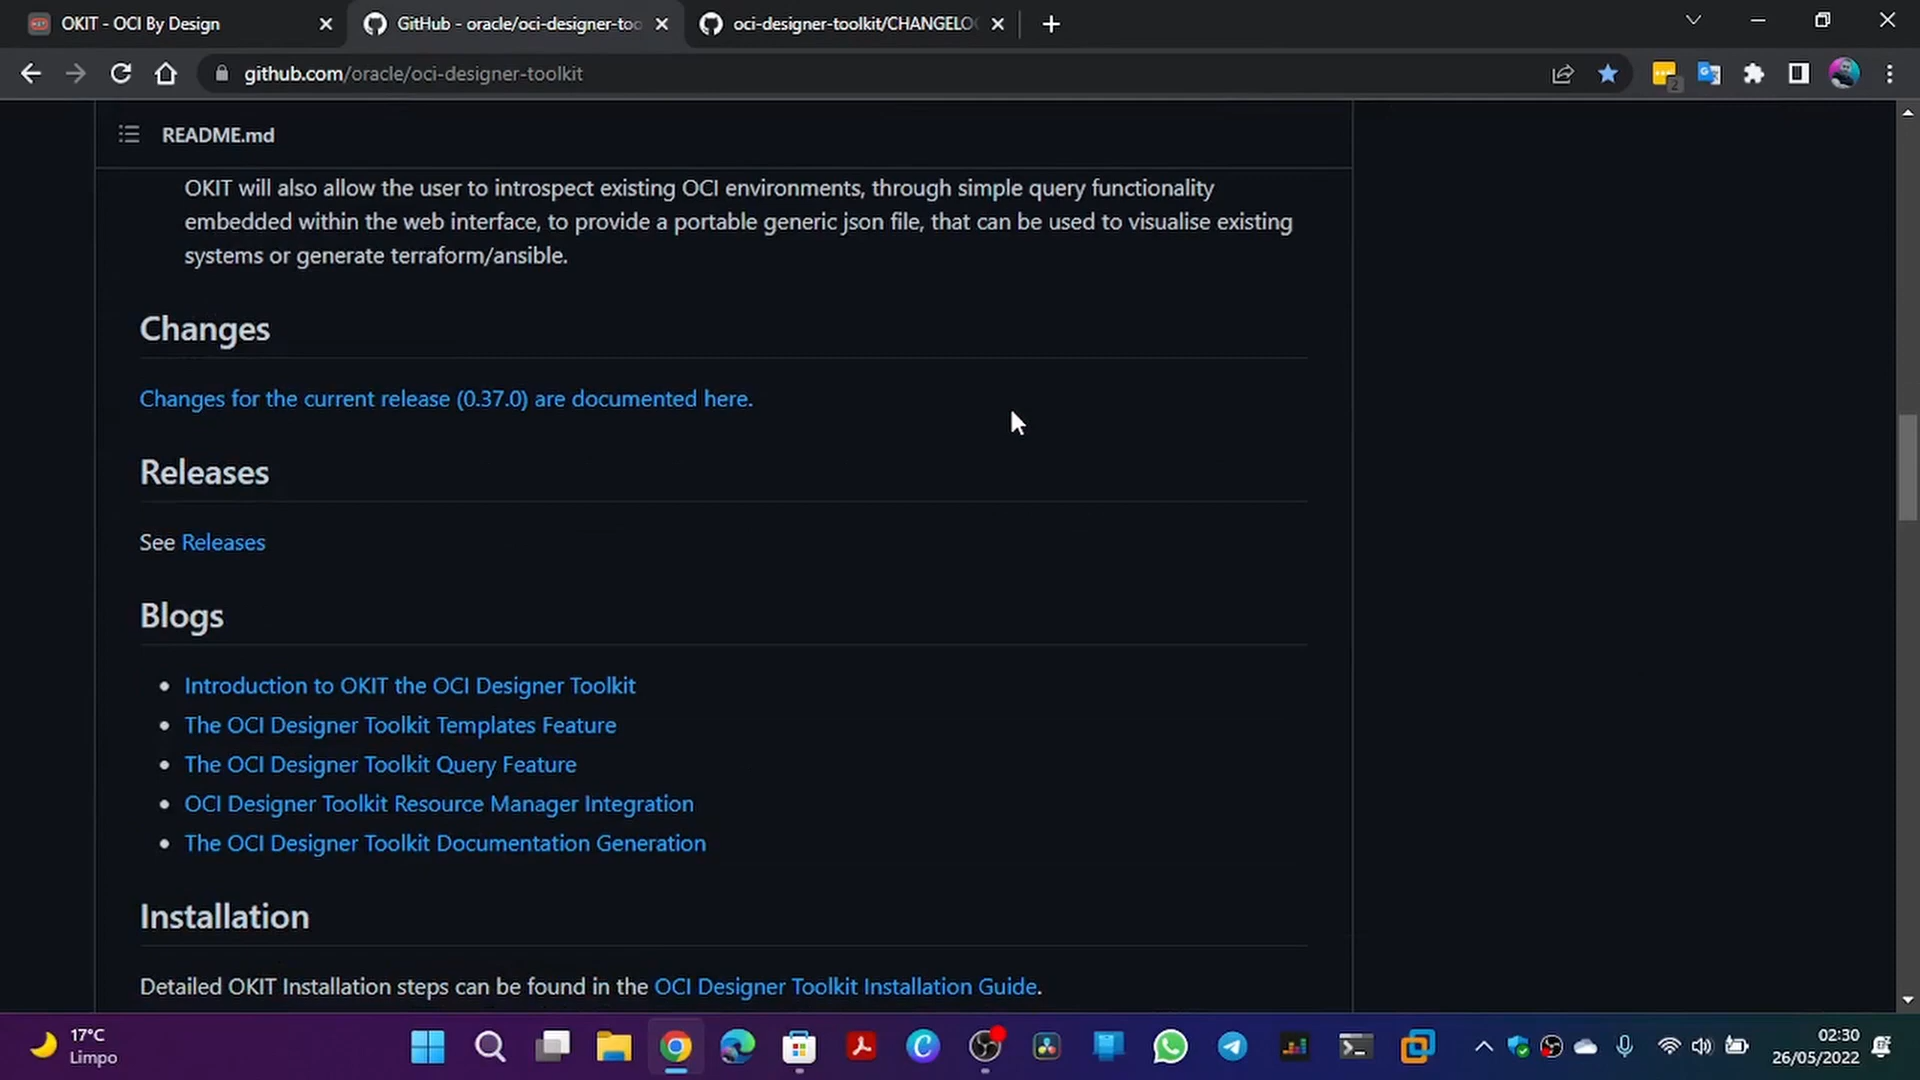 OKIT - OCI By Design
GitHub - oracle/oci-designer-too
oci-designer-toolkit/CHANGELO
github.com/oracle/oci-designer-toolkit
2
README.md
OKIT will also allow the user to introspect existing OCI environments, through simple query functionality
embedded within the web interface, to provide a portable generic json file, that can be used to visualise existing
systems or generate terraform/ansible.
Changes
Changes for the current release (0.37.0) are documented here.
Releases
See Releases
Blogs
Introduction to OKIT the OCI Designer Toolkit
The OCI Designer Toolkit Templates Feature
The OCI Designer Toolkit Query Feature
OCI Designer Toolkit Resource Manager Integration
The OCI Designer Toolkit Documentation Generation
Installation
Detailed OKIT Installation steps can be found in the OCI Designer Toolkit Installation Guide.
17°C
Limpo
02:30
26/05/2022